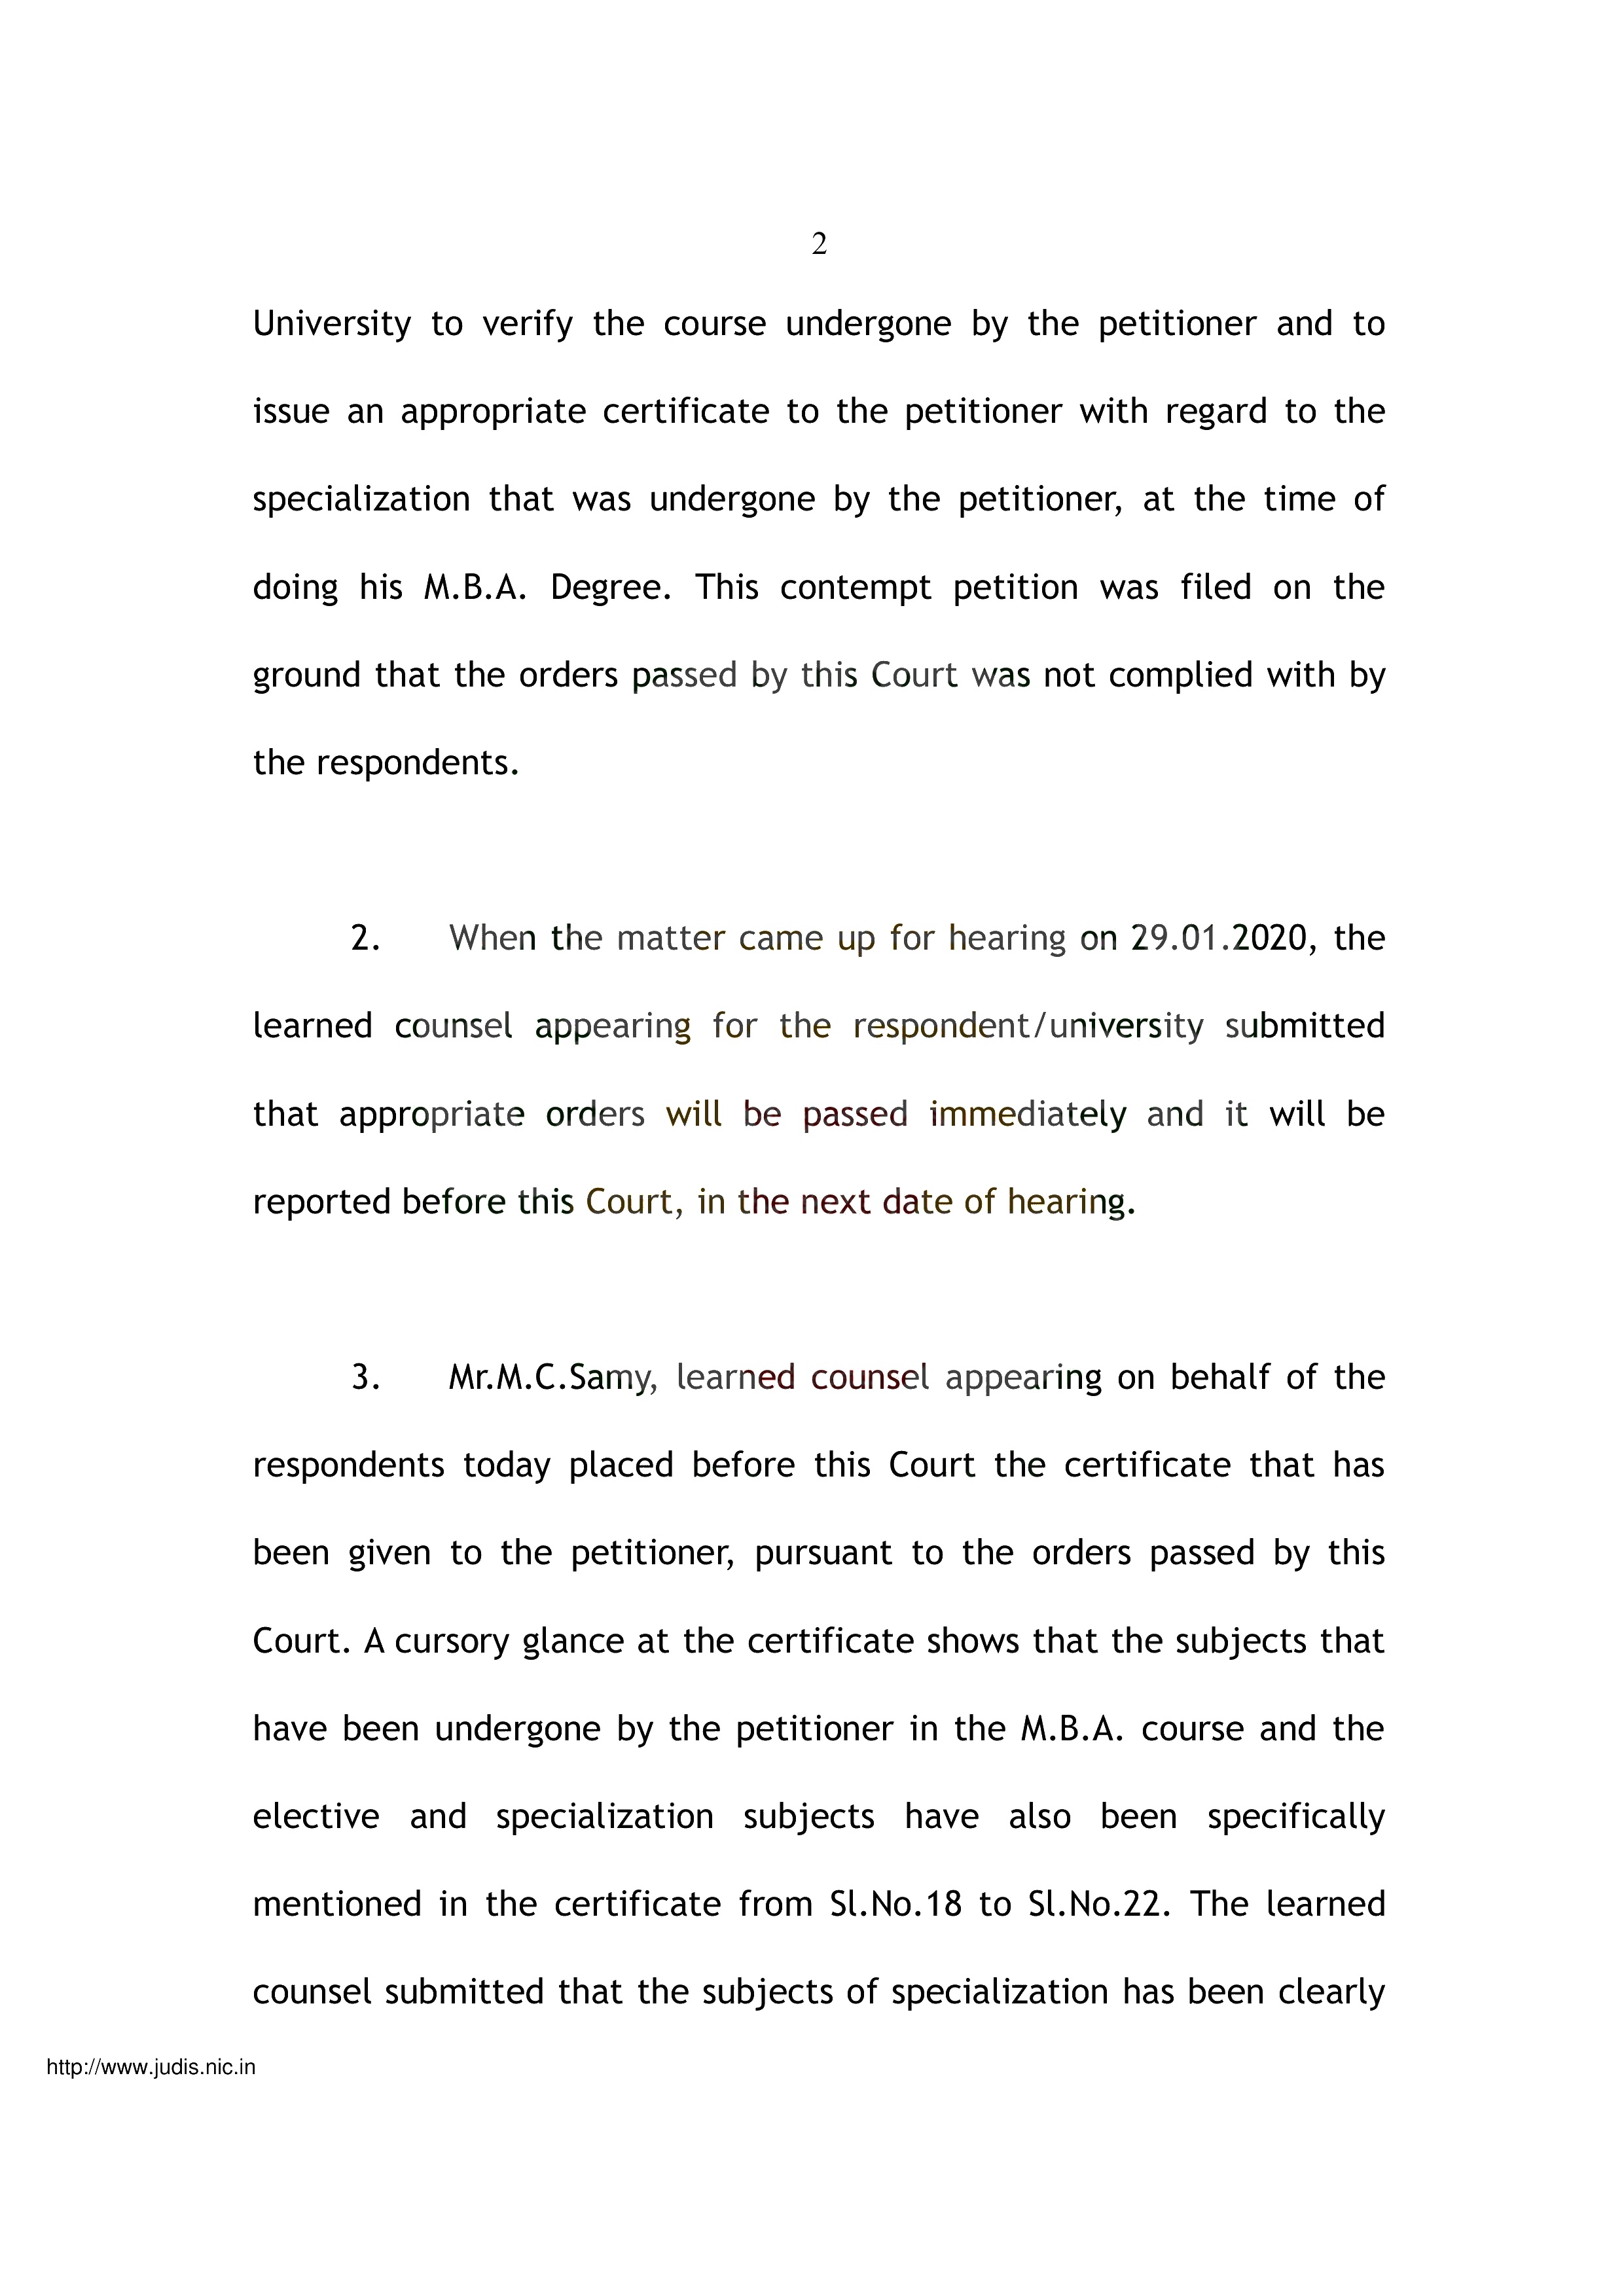 2
University to verify the course undergone by the petitioner and to
issue an appropriate certificate to the petitioner with regard to the
specialization that was undergone by the petitioner, at the time of
doing his M.B.A. Degree. This contempt petition was filed on the
ground that the orders passed by this Court was not complied with by
the respondents.
2. When the matter came up for hearing on 29.01.2020, the
learned counsel appearing for the respondent/university submitted
that appropriate orders will be passed immediately and it will be
reported before this Court, in the next date of hearing.
3. Mr.M.C.Samy, learned counsel appearing on behalf of the
respondents today placed before this Court the certificate that has
been given to the petitioner, pursuant to the orders passed by this
Court. A cursory glance at the certificate shows that the subjects that
have been undergone by the petitioner in the M.B.A. course and the
elective and specialization subjects have also been specifically
mentioned in the certificate from Sl.No.18 to Sl.No.22. The learned
counsel submitted that the subjects of specialization has been clearly
http://www.judis.nic.in